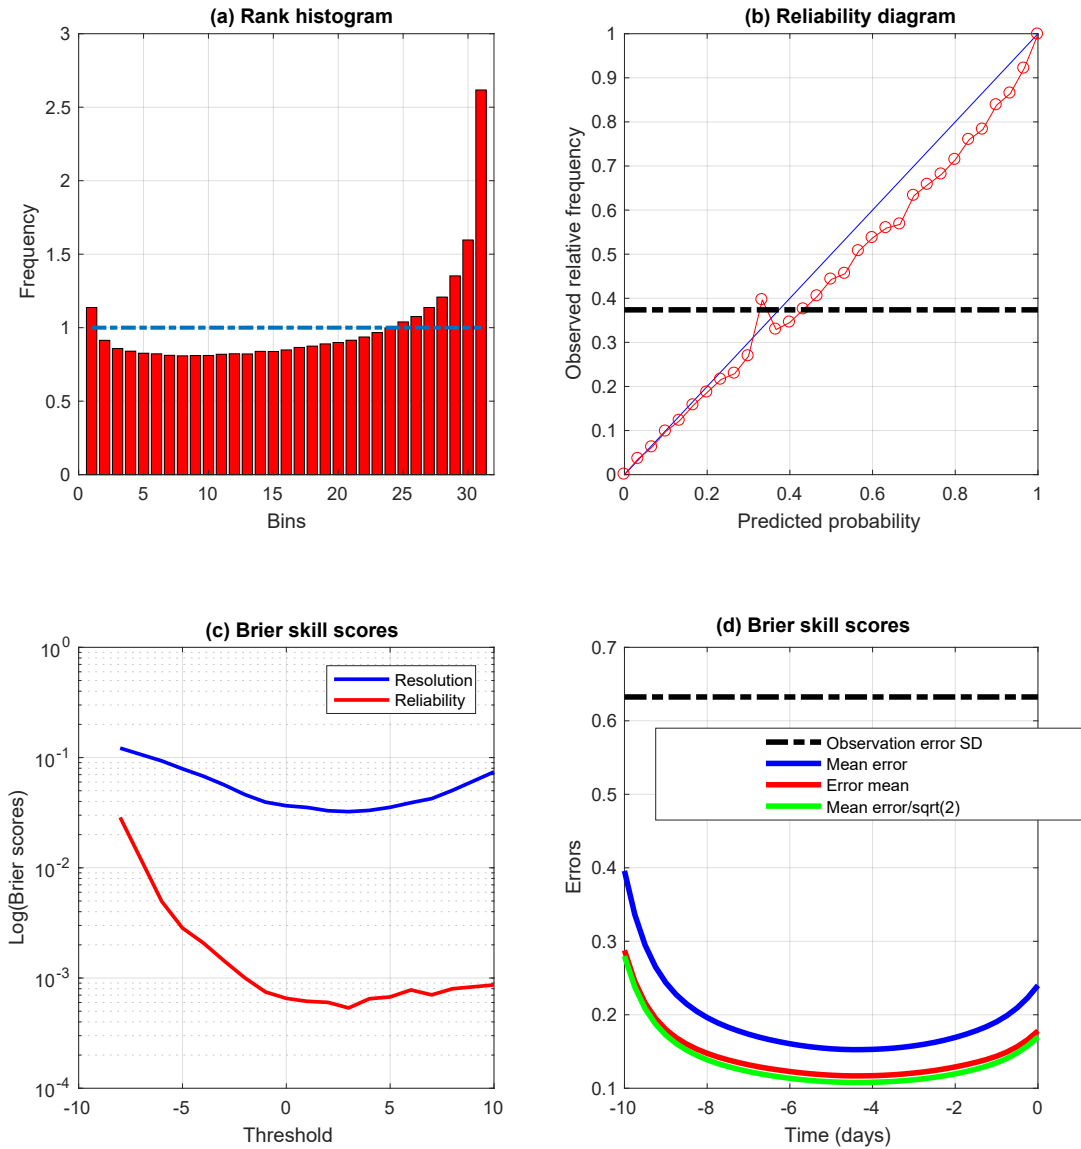 (a) Rank histogram
3
2.5
2
1.5
1
0.5
0
Frequency
0 5 10 15 20 25 30
Bins
(b) Reliability diagram
1
0.9
0.8
0.7
0.6
0.5
0.4
0.3
0.2
0.1
0
Observed relative frequency
0 0.2 0.4 0.6 0.8 1
Predicted probability
(c) Brier skill scores
10^0
10^-1
10^-2
10^-3
10^-4
Log(Brier scores)
Resolution
Reliability
-10 -5 0 5 10
Threshold
(d) Brier skill scores
0.7
0.6
0.5
0.4
0.3
0.2
0.1
Errors
Observation error SD
Mean error
Error mean
Mean error/sqrt(2)
-10 -8 -6 -4 -2 0
Time (days)